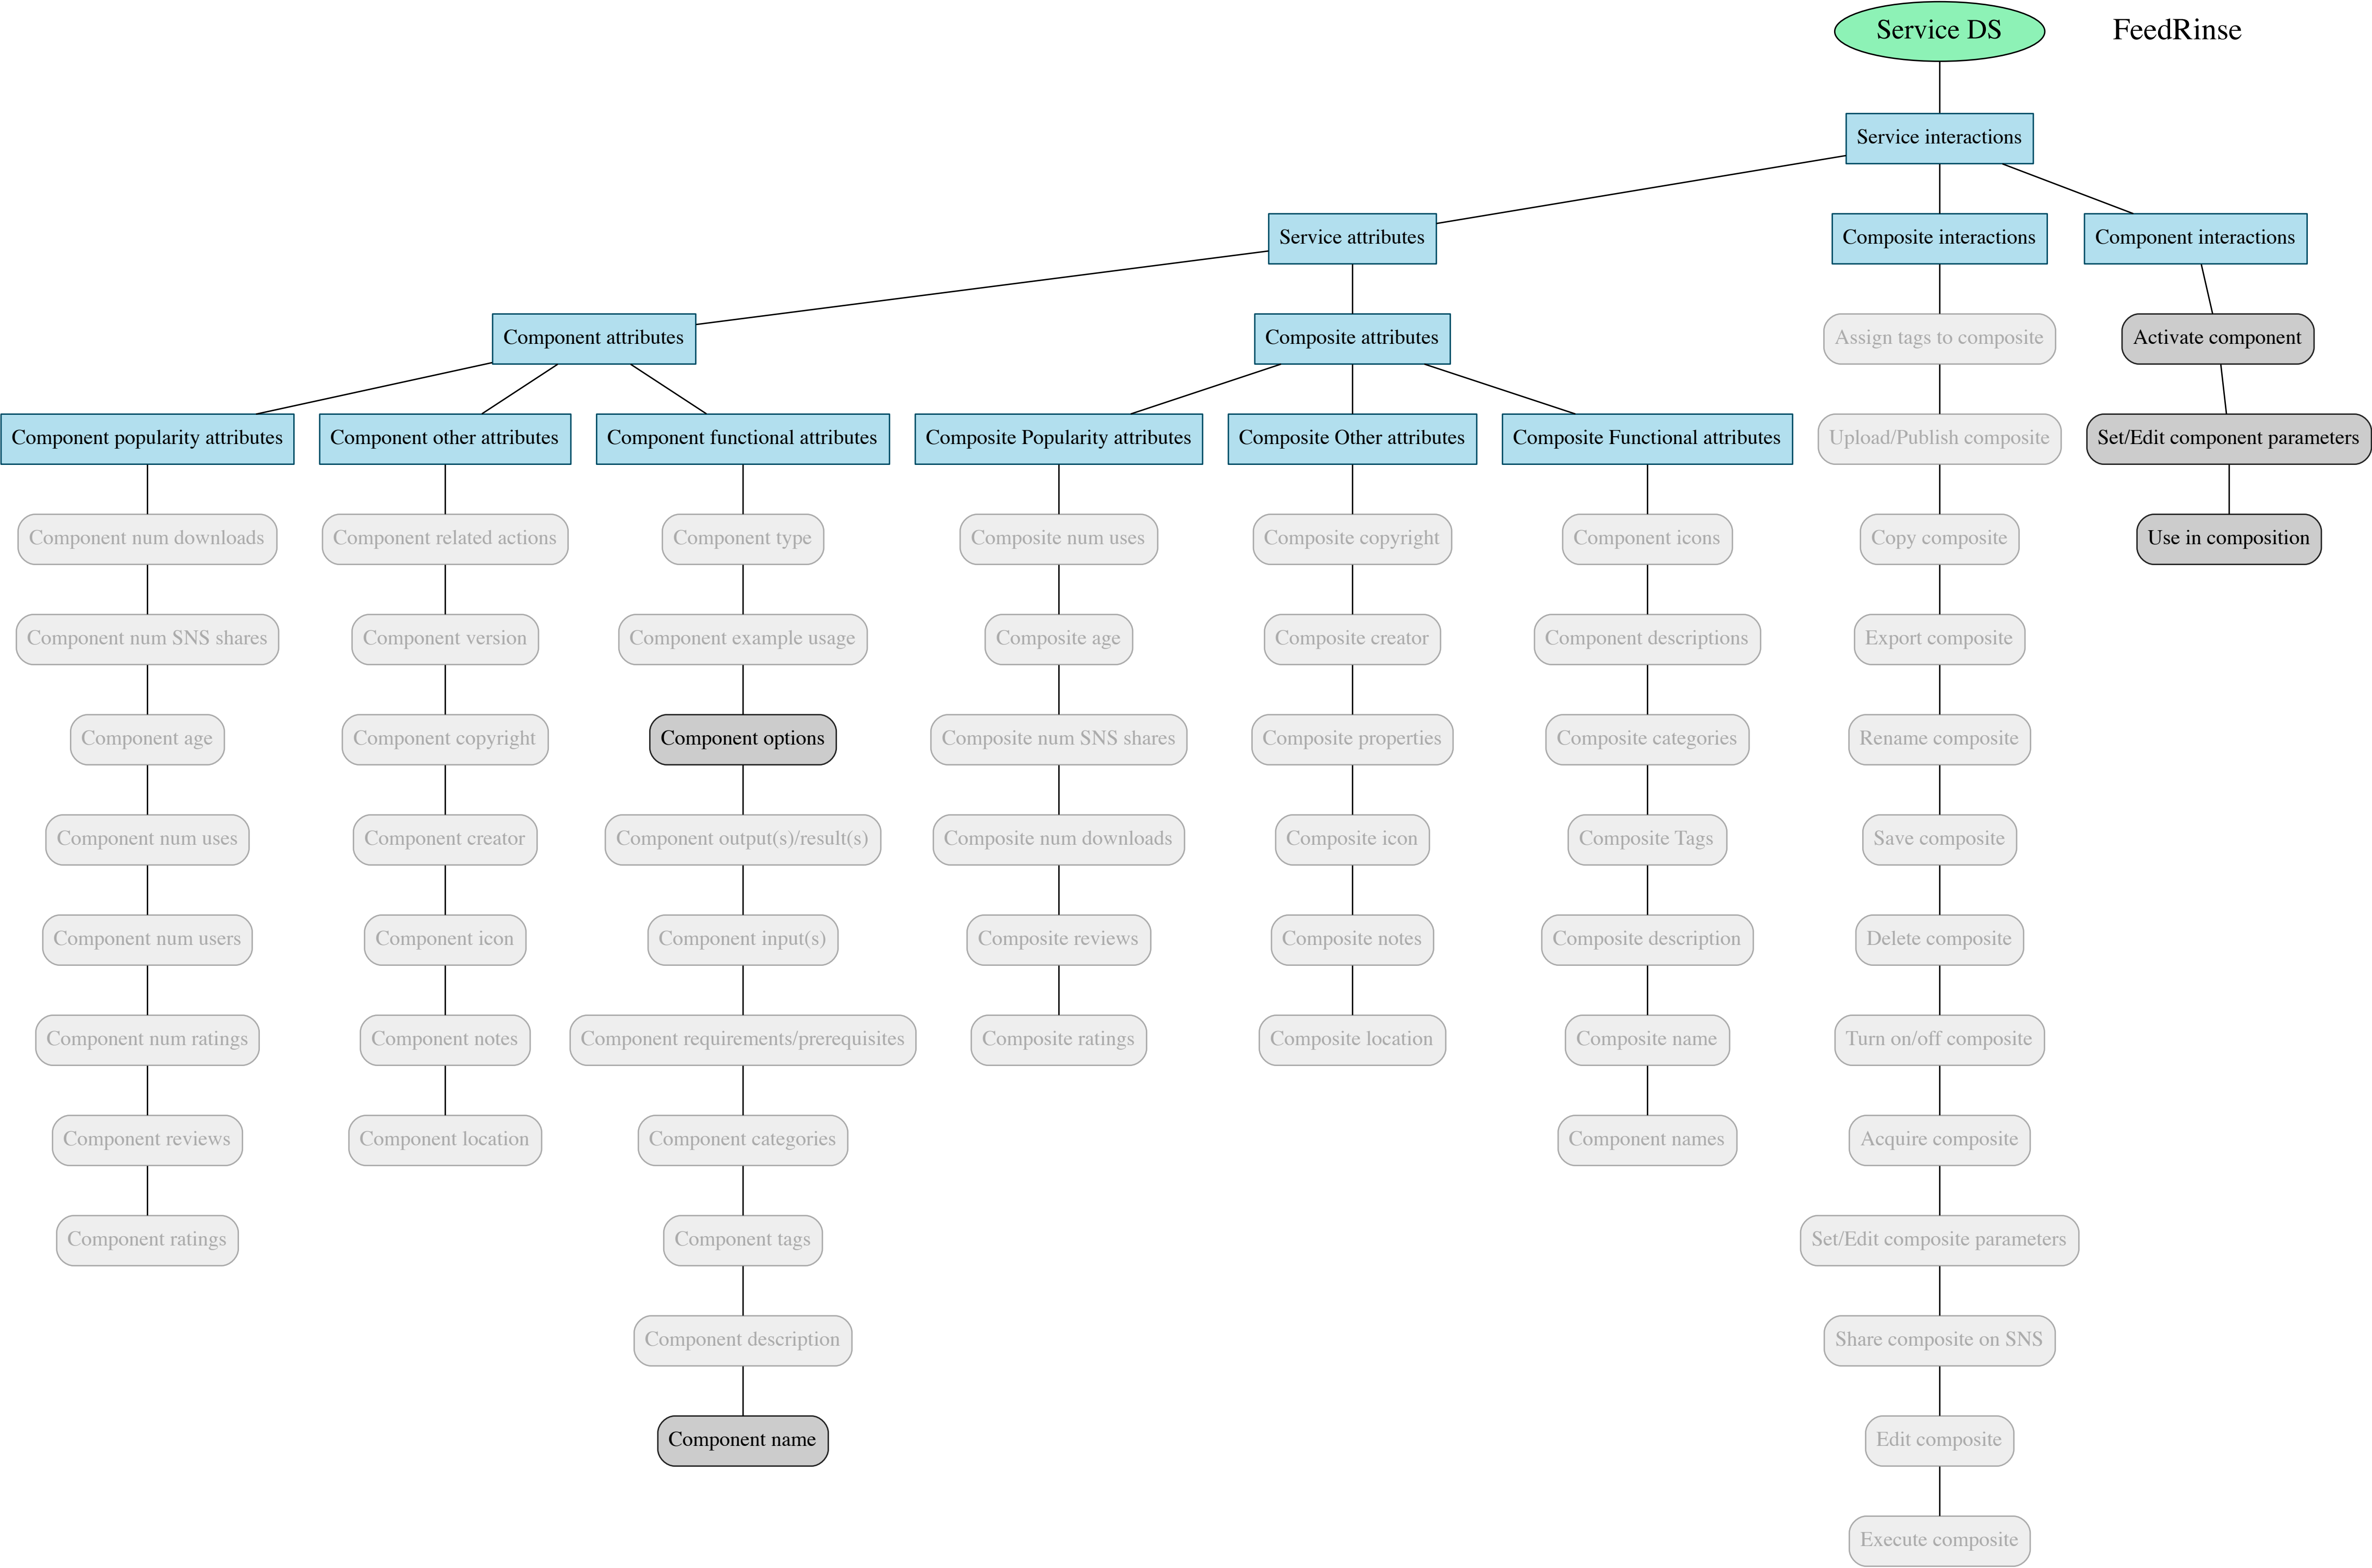 Service DS
FeedRinse
Service interactions
Service attributes
Composite interactions
Component interactions
Component attributes
Composite attributes
Assign tags to composite
Activate component
Component popularity attributes
Component other attributes
Component functional attributes
Composite Popularity attributes
Composite Other attributes
Composite Functional attributes
Upload/Publish composite
Set/Edit component parameters
Component num downloads
Component related actions
Component type
Composite num uses
Composite copyright
Component icons
Copy composite
Use in composition
Component num SNS shares
Component version
Component example usage
Composite age
Composite creator
Component descriptions
Export composite
Component age
Component copyright
Component options
Composite num SNS shares
Composite properties
Composite categories
Rename composite
Component num uses
Component creator
Component output(s)/result(s)
Composite num downloads
Composite icon
Composite Tags
Save composite
Component num users
Component icon
Component input(s)
Composite reviews
Composite notes
Composite description
Delete composite
Component num ratings
Component notes
Component requirements/prerequisites
Composite ratings
Composite location
Composite name
Turn on/off composite
Component reviews
Component location
Component categories
Component names
Acquire composite
Component ratings
Component tags
Set/Edit composite parameters
Component description
Share composite on SNS
Component name
Edit composite
Execute composite